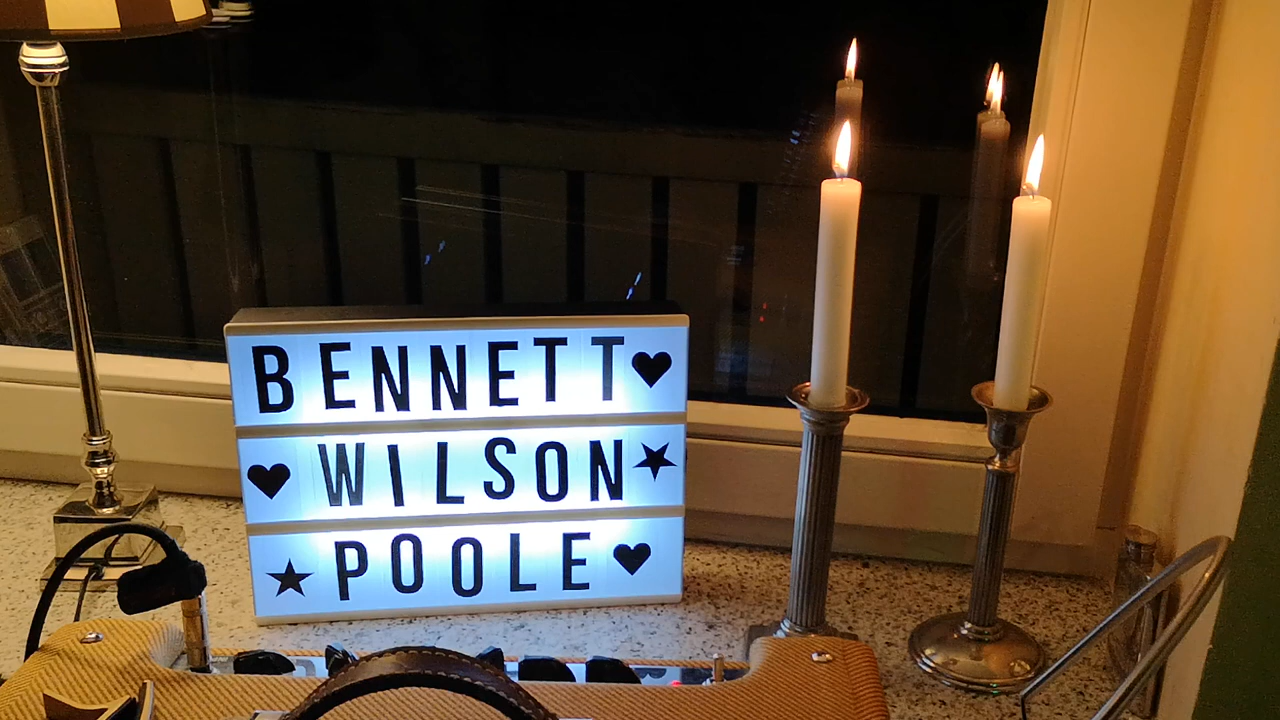 BENNETT♥
♥ WILSON★
★ POOLE ♥